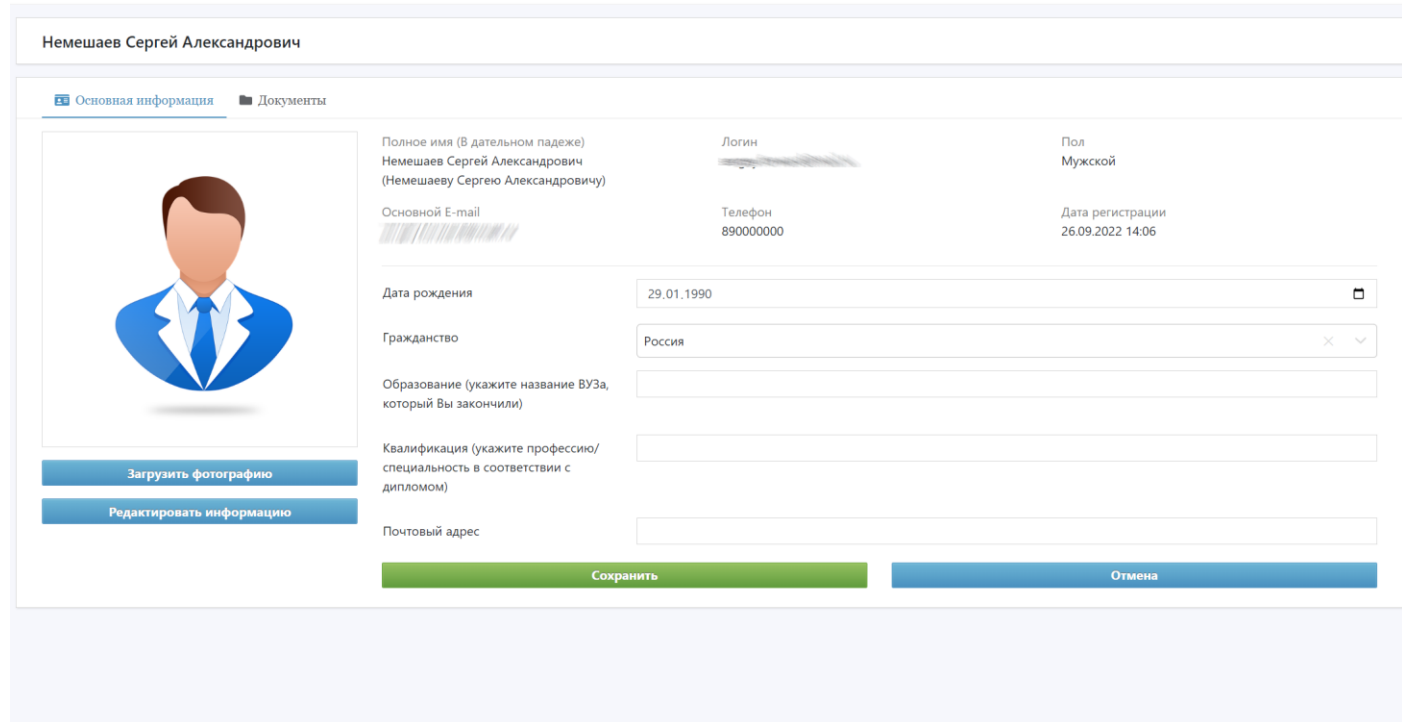 Немешаев Сергей Александрович
Основная информация Документы
Полное имя (В дательном падеже)
Немешаев Сергей Александрович
(Немешаеву Сергею Александровичу)
Логин
Пол
Мужской
Основной E-mail
Телефон
890000000
Дата регистрации
26.09.2022 14:06
Дата рождения
29.01.1990
Гражданство
Россия
Образование (укажите название ВУЗа,
который Вы закончили)
Квалификация (укажите профессию/
специальность в соответствии с
дипломом)
Почтовый адрес
Загрузить фотографию
Редактировать информацию
Сохранить
Отмена